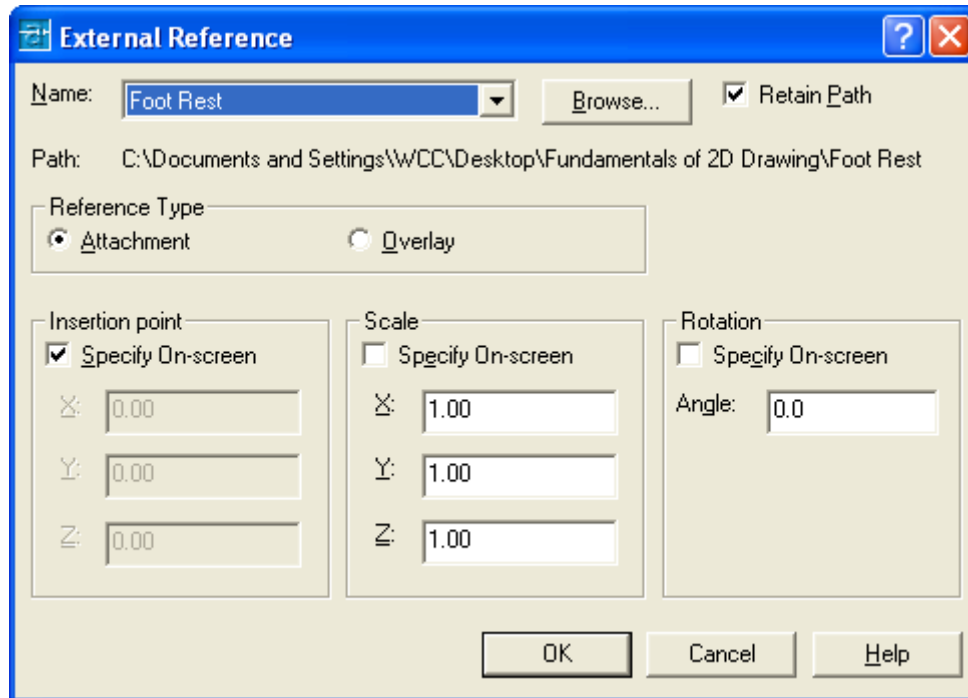 External Reference
Name: Foot Rest Browse... Retain Path
Path: C:\Documents and Settings\WCC\Desktop\Fundamentals of 2D Drawing\Foot Rest
Reference Type
Attachment Overlay
Insertion point Scale Rotation
Specify On-screen Specify On-screen Specify On-screen
X: 0.00 X: 1.00 Angle: 0.0
Y: 0.00 Y: 1.00
Z: 0.00 Z: 1.00
OK Cancel Help